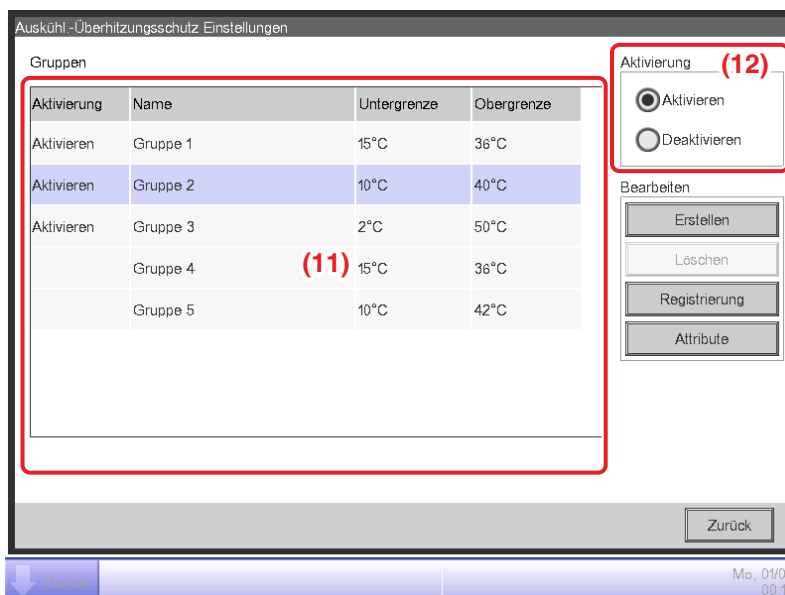 Auskühl.-Überhitzungsschutz Einstellungen
Gruppen
Aktivierung Name Untergrenze Obergrenze
Aktivieren Gruppe 1 15°C 36°C
Aktivieren Gruppe 2 10°C 40°C
Aktivieren Gruppe 3 2°C 50°C
Gruppe 4 15°C 36°C
Gruppe 5 10°C 42°C
(11)
Aktivierung
(12)
Aktivieren
Deaktivieren
Bearbeiten
Erstellen
Löschen
Registrierung
Attribute
Zurück
Zurück
Mo, 01/0
00:1